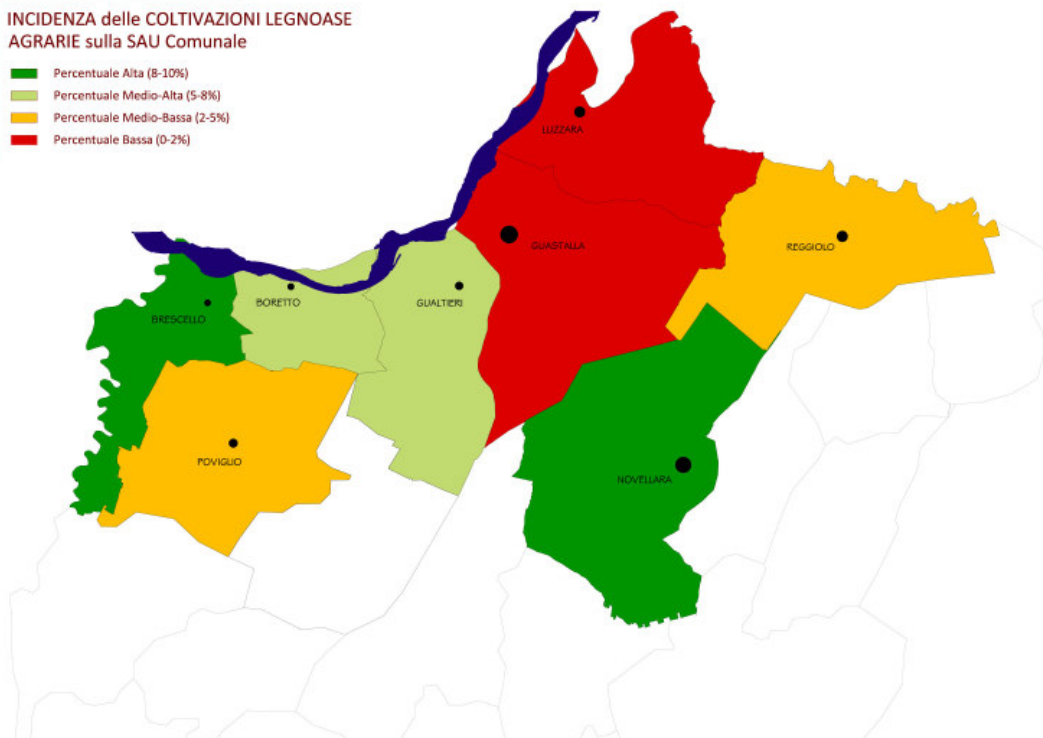 INCIDENZA delle COLTIVAZIONI LEGNOASE
AGRARIE sulla SAU Comunale
Percentuale Alta (8-10%)
Percentuale Medio-Alta (5-8%)
Percentuale Medio-Bassa (2-5%)
Percentuale Bassa (0-2%)
LUZZARA
GUASTALLA
REGGIOLO
BORETTO
GUALTIERI
BRESCELLO
POVIGLIO
NOVELLARA